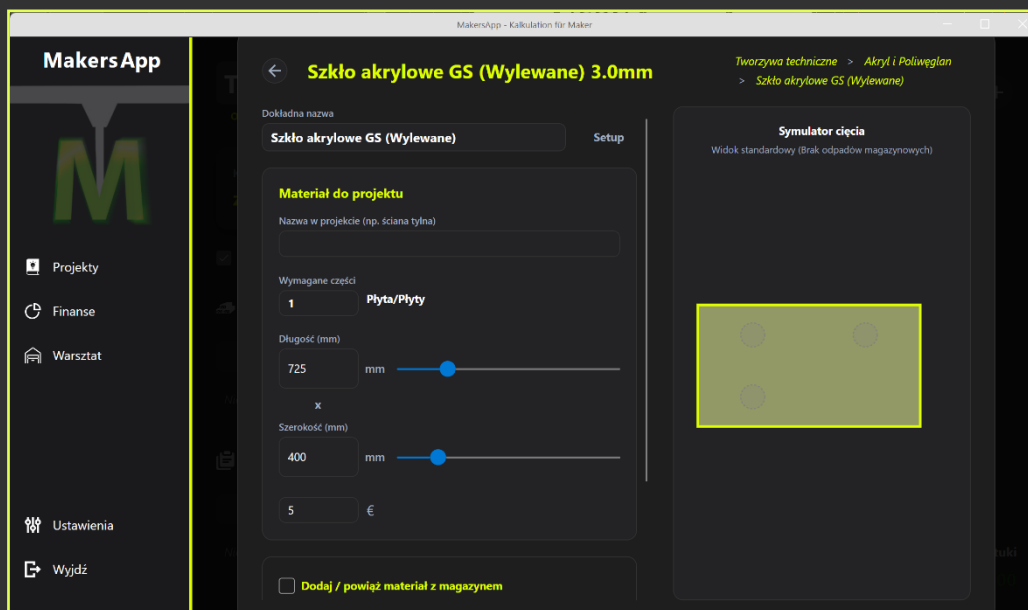 MakersApp - Kalkulation für Maker
MakersApp
M
Projekty
Finanse
Warsztat
Ustawienia
Wyjdź
Szkło akrylowe GS (Wylewane) 3.0mm
Tworzywa techniczne > Akryl i Poliwęglan
> Szkło akrylowe GS (Wylewane)
Dokładna nazwa
Szkło akrylowe GS (Wylewane)
Setup
Materiał do projektu
Nazwa w projekcie (np. ściana tylna)
Wymagane części
1
Płyta/Płyty
Długość (mm)
725 mm
x
Szerokość (mm)
400 mm
5 €
Dodaj / powiąż materiał z magazynem
Symulator cięcia
Widok standardowy (Brak odpadów magazynowych)